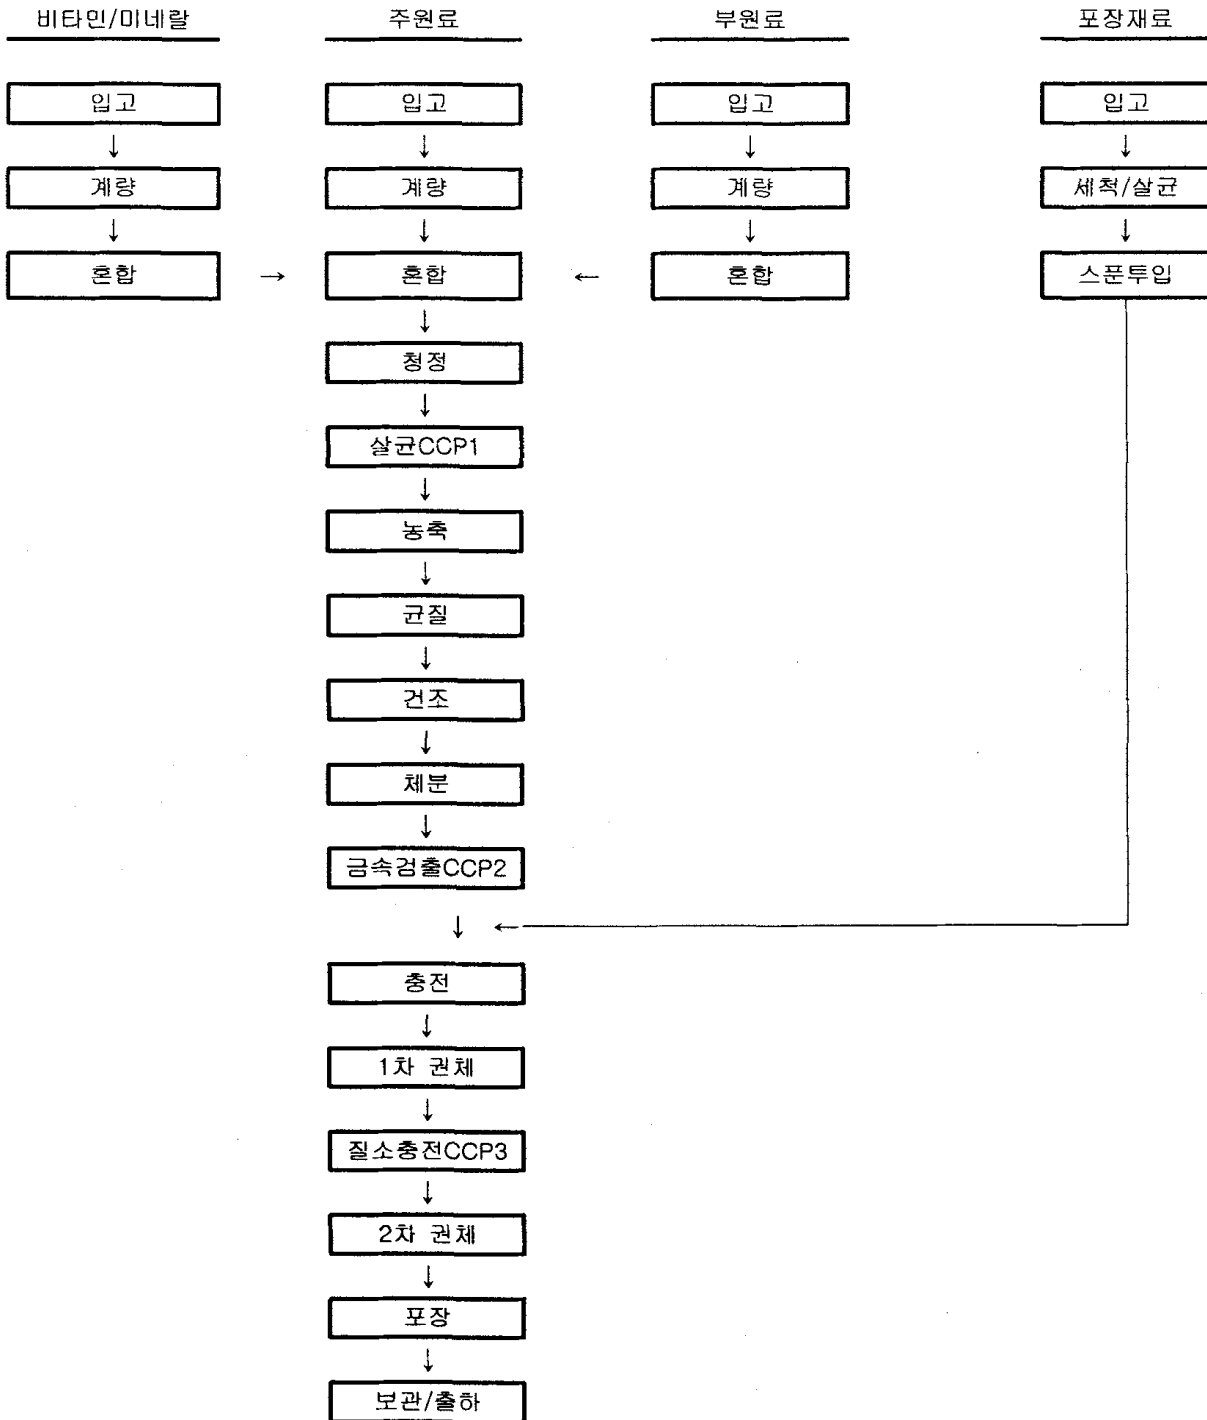 비타민/미네랄 주원료 부원료 포장재료
입고 입고 입고 입고
↓ ↓ ↓ ↓
계량 계량 계량 세척/살균
↓ ↓ ↓ ↓
혼합 → 혼합 ← 혼합 스푼투입
↓
청정
↓
살균CCP1
↓
농축
↓
균질
↓
건조
↓
체분
↓
금속검출CCP2
↓ ←
충전
↓
1차 권체
↓
질소충전CCP3
↓
2차 권체
↓
포장
↓
보관/출하